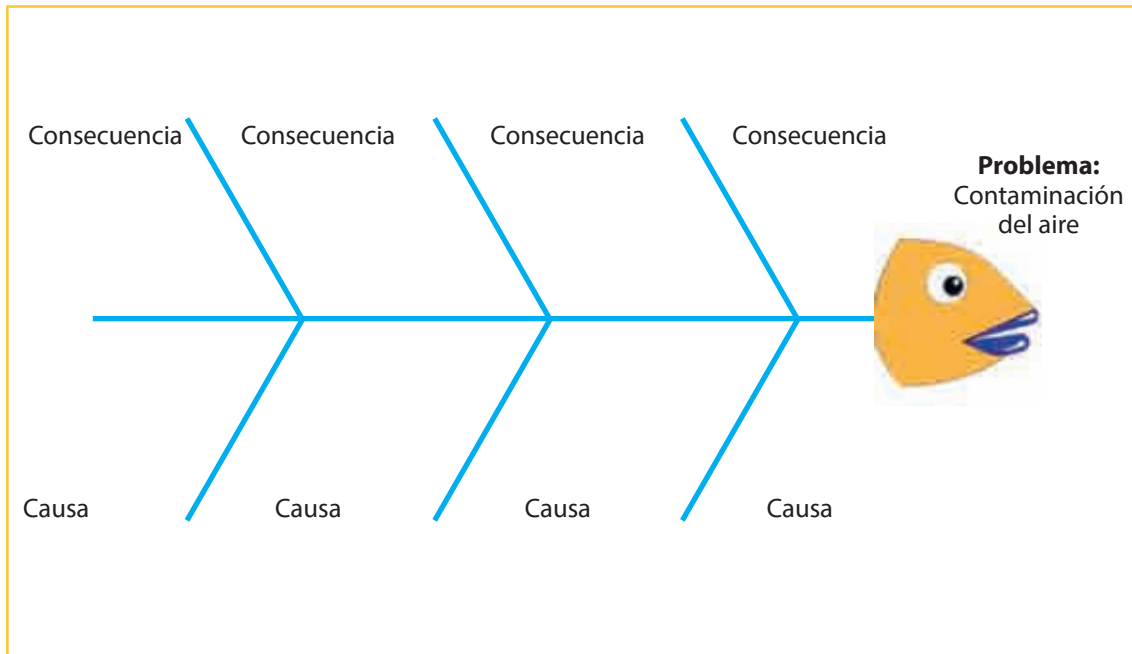 Consecuencia Consecuencia Consecuencia Consecuencia
Problema:
Contaminación
del aire
Causa Causa Causa Causa